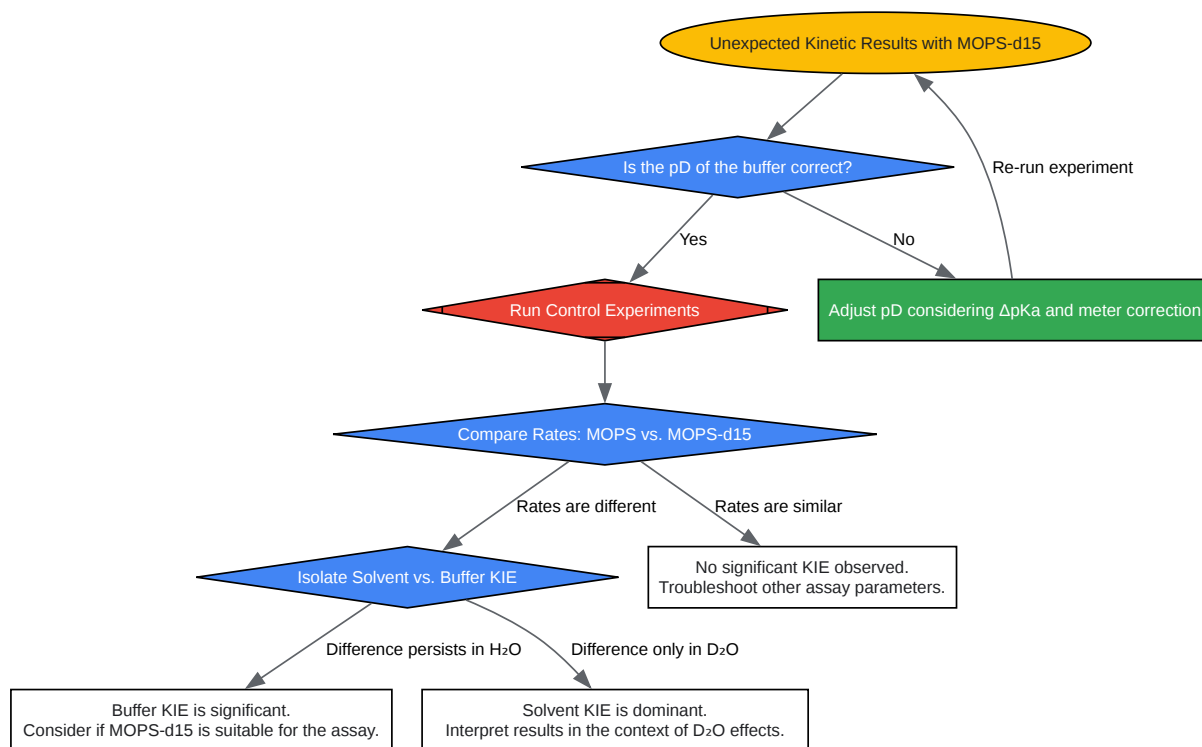 Unexpected Kinetic Results with MOPS-d15
Is the pD of the buffer correct?
Re-run experiment
Yes
No
Run Control Experiments
Adjust pD considering ΔpKa and meter correction
Compare Rates: MOPS vs. MOPS-d15
Rates are different
Rates are similar
Isolate Solvent vs. Buffer KIE
No significant KIE observed.
Troubleshoot other assay parameters.
Difference persists in H₂O
Difference only in D₂O
Buffer KIE is significant.
Consider if MOPS-d15 is suitable for the assay.
Solvent KIE is dominant.
Interpret results in the context of D₂O effects.